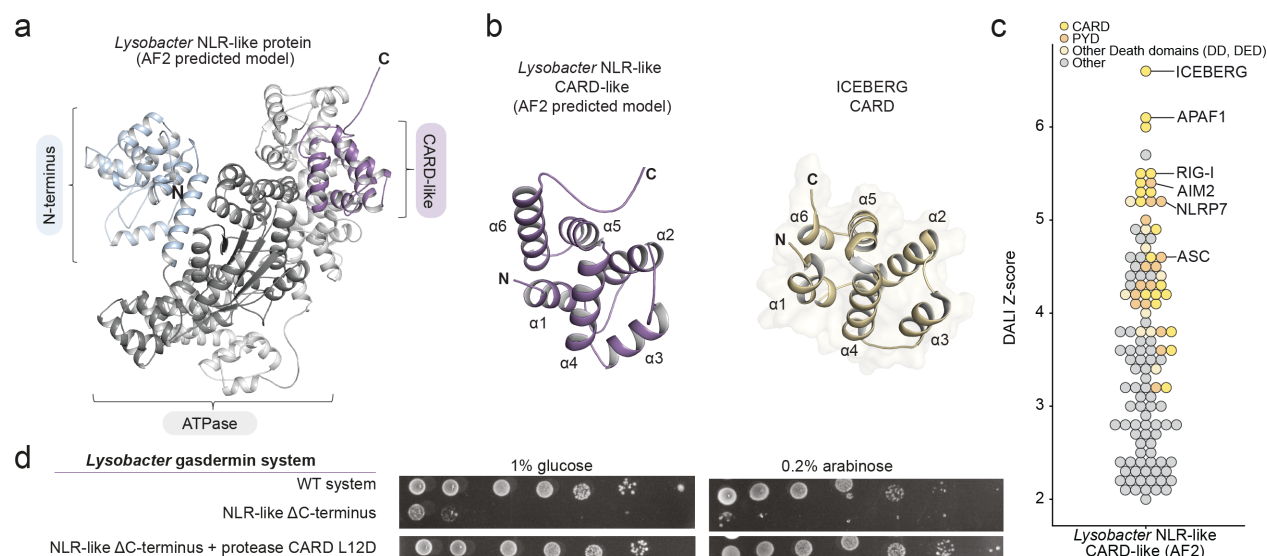 a
Lysobacter NLR-like protein
(AF2 predicted model)
C
N-terminus
N
CARD-like
ATPase
b
Lysobacter NLR-like
CARD-like
(AF2 predicted model)
C
α6
α5
α2
N
α1
α4
α3
ICEBERG
CARD
C
α6
α5
α2
N
α1
α4
α3
c
CARD
PYD
Other Death domains (DD, DED)
Other
DALI Z-score
6
5
4
3
2
ICEBERG
APAF1
RIG-I
AIM2
NLRP7
ASC
Lysobacter NLR-like
CARD-like (AF2)
d
Lysobacter gasdermin system
1% glucose
0.2% arabinose
WT system
NLR-like ΔC-terminus
NLR-like ΔC-terminus + protease CARD L12D